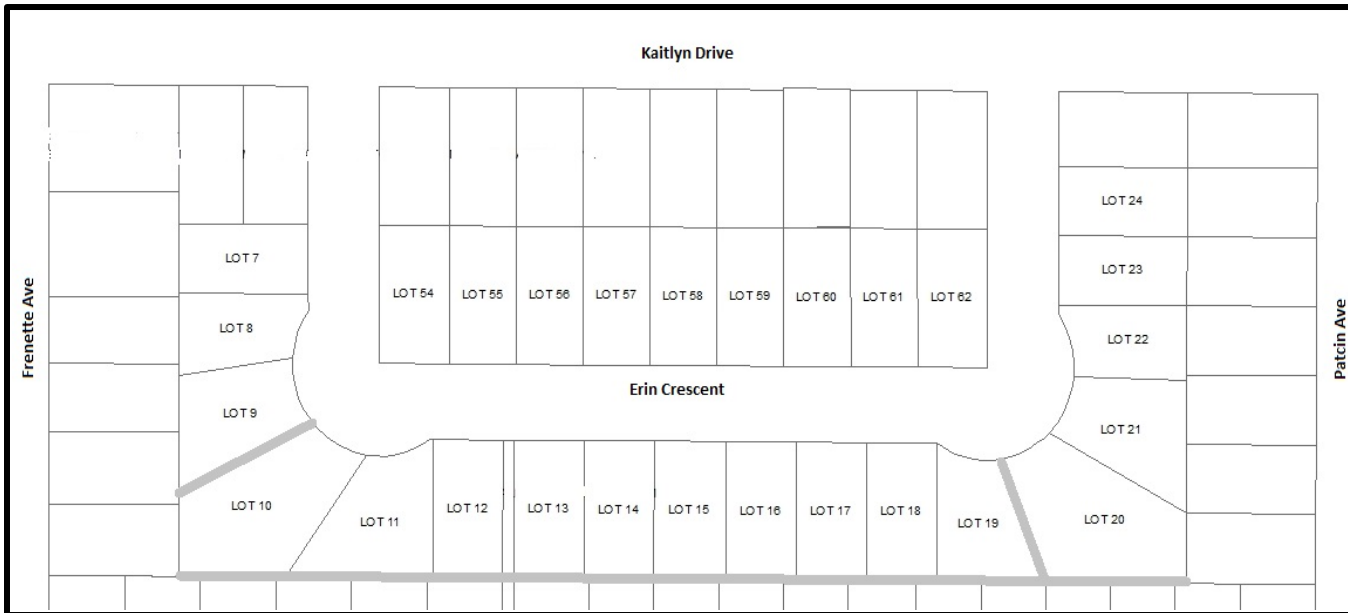 Kaitlyn Drive
LOT 24
LOT 7
LOT 23
LOT 54
LOT 55
LOT 56
LOT 57
LOT 58
LOT 59
LOT 60
LOT 61
LOT 62
LOT 8
LOT 22
Frenette Ave
Patcin Ave
Erin Crescent
LOT 9
LOT 21
LOT 10
LOT 11
LOT 12
LOT 13
LOT 14
LOT 15
LOT 16
LOT 17
LOT 18
LOT 19
LOT 20